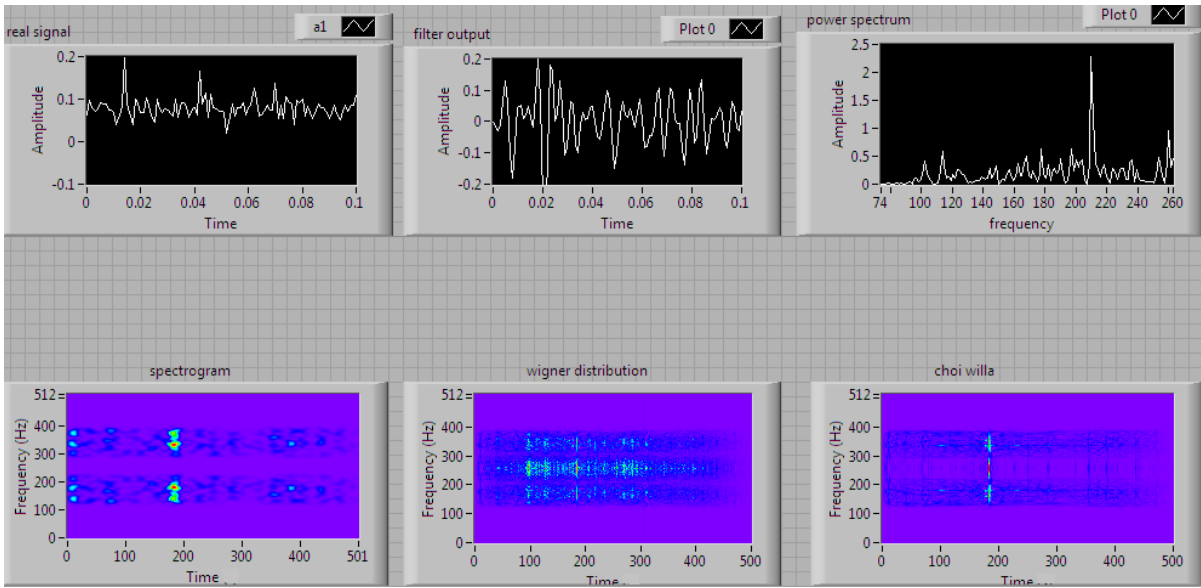 real signal
a1
Amplitude
0.2
0.1
0
-0.1
0 0.02 0.04 0.06 0.08 0.1
Time
filter output
Plot 0
Amplitude
0.2
0.1
0
-0.1
-0.2
0 0.02 0.04 0.06 0.08 0.1
Time
power spectrum
Plot 0
Amplitude
2.5
2
1.5
1
0.5
0
74 100 120 140 160 180 200 220 240 260
frequency
spectrogram
Frequency (Hz)
512
400
300
200
100
0
0 100 200 300 400 501
Time
wigner distribution
Frequency (Hz)
512
400
300
200
100
0
0 100 200 300 400 500
Time
choi willa
Frequency (Hz)
512
400
300
200
100
0
0 100 200 300 400 500
Time